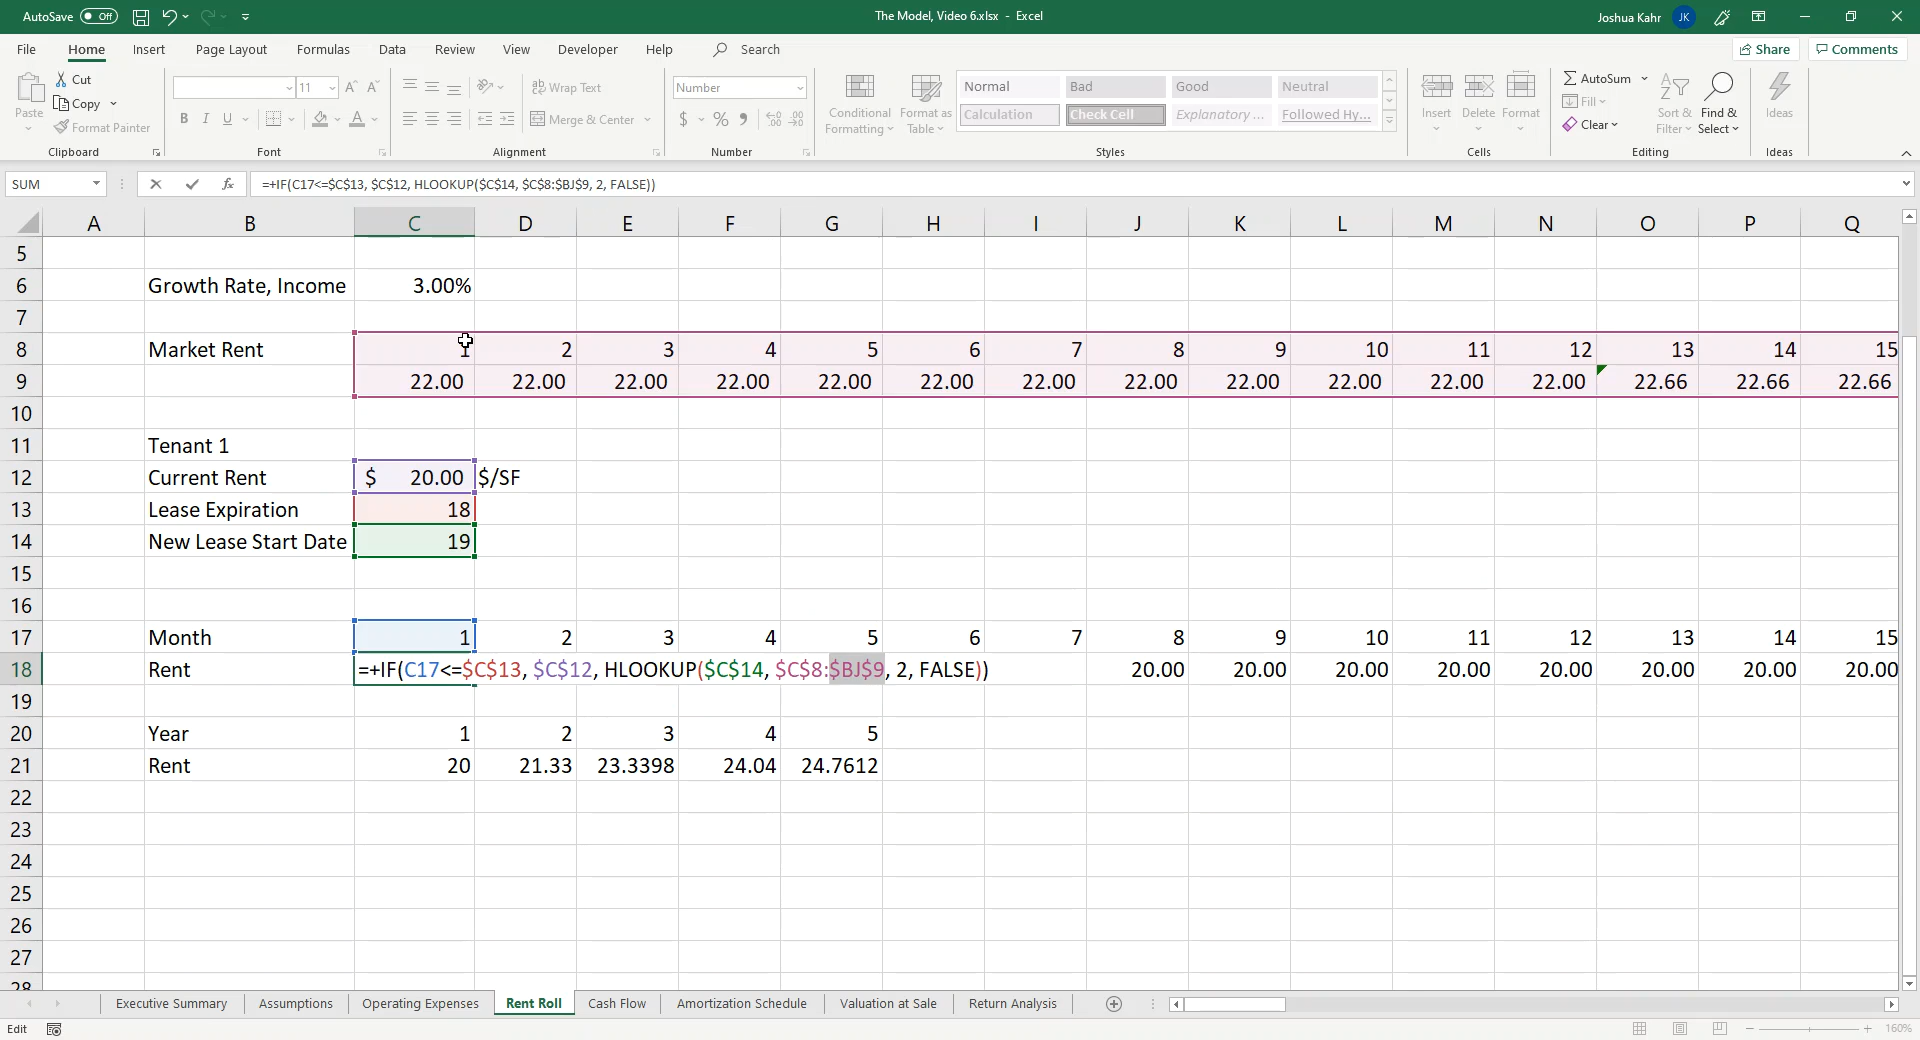 AutoSave Off The Model, Video 6.xlsx - Excel Joshua Kahr JK
File Home Insert Page Layout Formulas Data Review View Developer Help Search Share Comments
Paste Cut Copy Format Painter
Clipboard
11 B I U
Font
Wrap Text Merge & Center
Alignment
Number $ % ,
Number
Conditional Formatting Format as Table
Normal Bad Good Neutral
Calculation Check Cell Explanatory ... Followed Hy...
Styles
Insert Delete Format
Cells
AutoSum Fill Clear Sort & Filter Find & Select
Editing
Ideas
Ideas
SUM fx =+IF(C17<=$C$13, $C$12, HLOOKUP($C$14, $C$8:$BJ$9, 2, FALSE))
A B C D E F G H I J K L M N O P Q
5
6 Growth Rate, Income 3.00%
7
8 Market Rent 1 2 3 4 5 6 7 8 9 10 11 12 13 14 15
9 22.00 22.00 22.00 22.00 22.00 22.00 22.00 22.00 22.00 22.00 22.00 22.00 22.66 22.66 22.66
10
11 Tenant 1
12 Current Rent $ 20.00 $/SF
13 Lease Expiration 18
14 New Lease Start Date 19
15
16
17 Month 1 2 3 4 5 6 7 8 9 10 11 12 13 14 15
18 Rent =+IF(C17<=$C$13, $C$12, HLOOKUP($C$14, $C$8:$BJ$9, 2, FALSE)) 20.00 20.00 20.00 20.00 20.00 20.00 20.00 20.00
19
20 Year 1 2 3 4 5
21 Rent 20 21.33 23.3398 24.04 24.7612
22
23
24
25
26
27
28
Executive Summary Assumptions Operating Expenses Rent Roll Cash Flow Amortization Schedule Valuation at Sale Return Analysis
Edit 160%